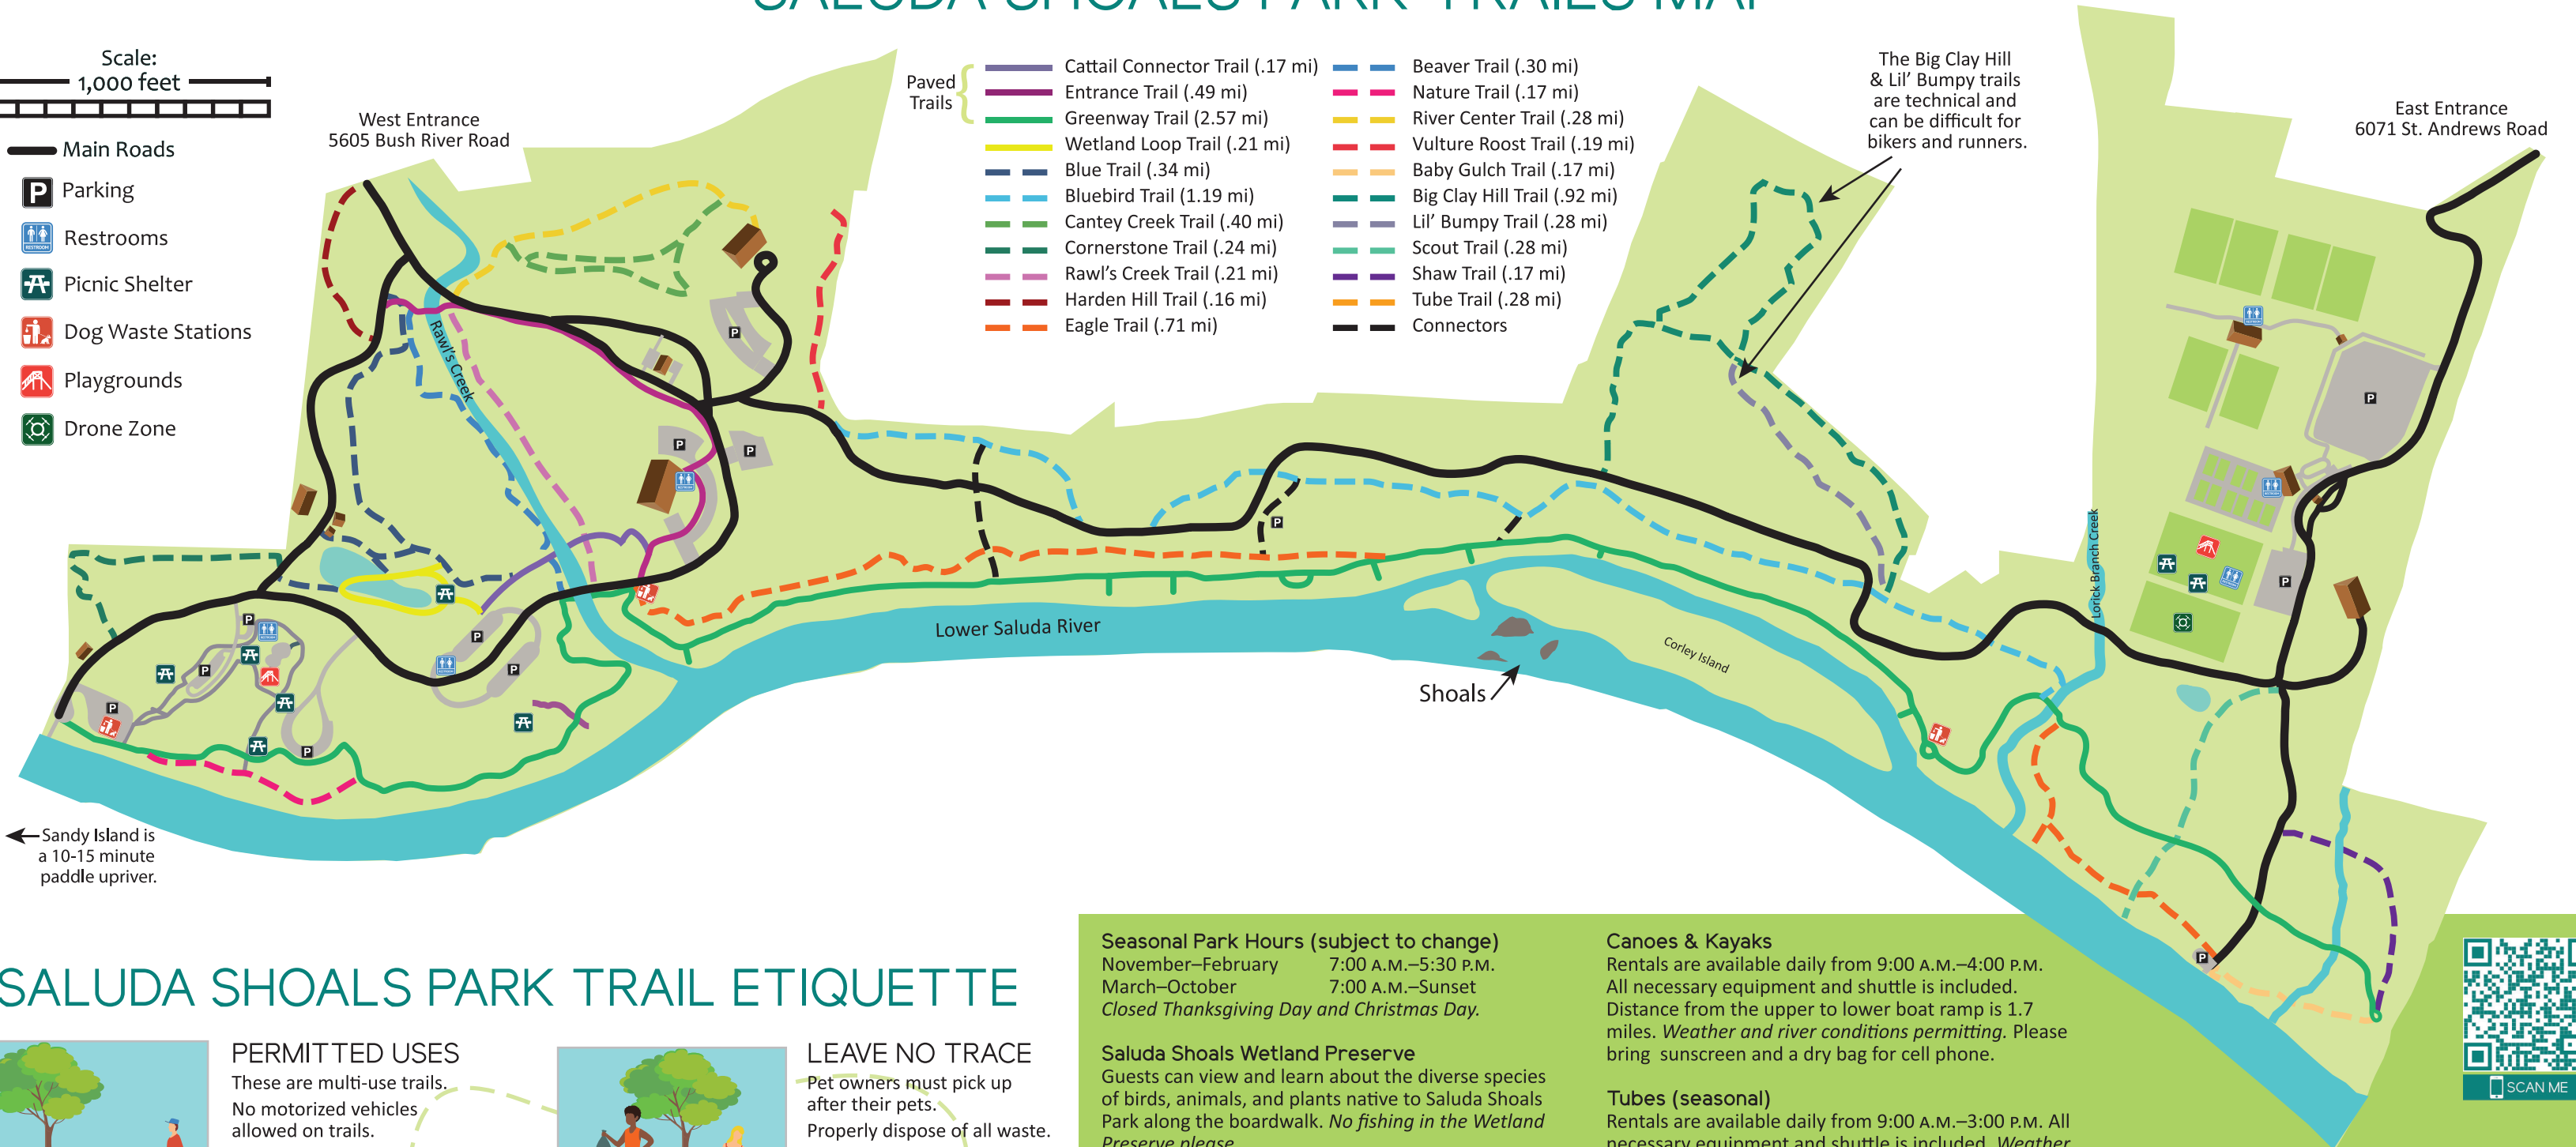 SALUDA SHOALS PARK TRAILS MAP
Scale:
1,000 feet
Main Roads
P Parking
RESTROOM Restrooms
Picnic Shelter
Dog Waste Stations
Playgrounds
Drone Zone
West Entrance
5605 Bush River Road
Paved
Trails
Cattail Connector Trail (.17 mi)
Entrance Trail (.49 mi)
Greenway Trail (2.57 mi)
Wetland Loop Trail (.21 mi)
Blue Trail (.34 mi)
Bluebird Trail (1.19 mi)
Cantey Creek Trail (.40 mi)
Cornerstone Trail (.24 mi)
Rawl's Creek Trail (.21 mi)
Harden Hill Trail (.16 mi)
Eagle Trail (.71 mi)
Beaver Trail (.30 mi)
Nature Trail (.17 mi)
River Center Trail (.28 mi)
Vulture Roost Trail (.19 mi)
Baby Gulch Trail (.17 mi)
Big Clay Hill Trail (.92 mi)
Lil' Bumpy Trail (.28 mi)
Scout Trail (.28 mi)
Shaw Trail (.17 mi)
Tube Trail (.28 mi)
Connectors
The Big Clay Hill
& Lil' Bumpy trails
are technical and
can be difficult for
bikers and runners.
East Entrance
6071 St. Andrews Road
Rawl's Creek
Lorick Branch Creek
Lower Saluda River
Corley Island
Shoals
Sandy Island is
a 10-15 minute
paddle upriver.
SALUDA SHOALS PARK TRAIL ETIQUETTE
PERMITTED USES
These are multi-use trails.
No motorized vehicles
allowed on trails.
LEAVE NO TRACE
Pet owners must pick up
after their pets.
Properly dispose of all waste.
Seasonal Park Hours (subject to change)
November–February 7:00 A.M.–5:30 P.M.
March–October 7:00 A.M.–Sunset
Closed Thanksgiving Day and Christmas Day.
Saluda Shoals Wetland Preserve
Guests can view and learn about the diverse species
of birds, animals, and plants native to Saluda Shoals
Park along the boardwalk. No fishing in the Wetland
Preserve please.
Canoes & Kayaks
Rentals are available daily from 9:00 A.M.–4:00 P.M.
All necessary equipment and shuttle is included.
Distance from the upper to lower boat ramp is 1.7
miles. Weather and river conditions permitting. Please
bring sunscreen and a dry bag for cell phone.
Tubes (seasonal)
Rentals are available daily from 9:00 A.M.–3:00 P.M. All
necessary equipment and shuttle is included. Weather
SCAN ME